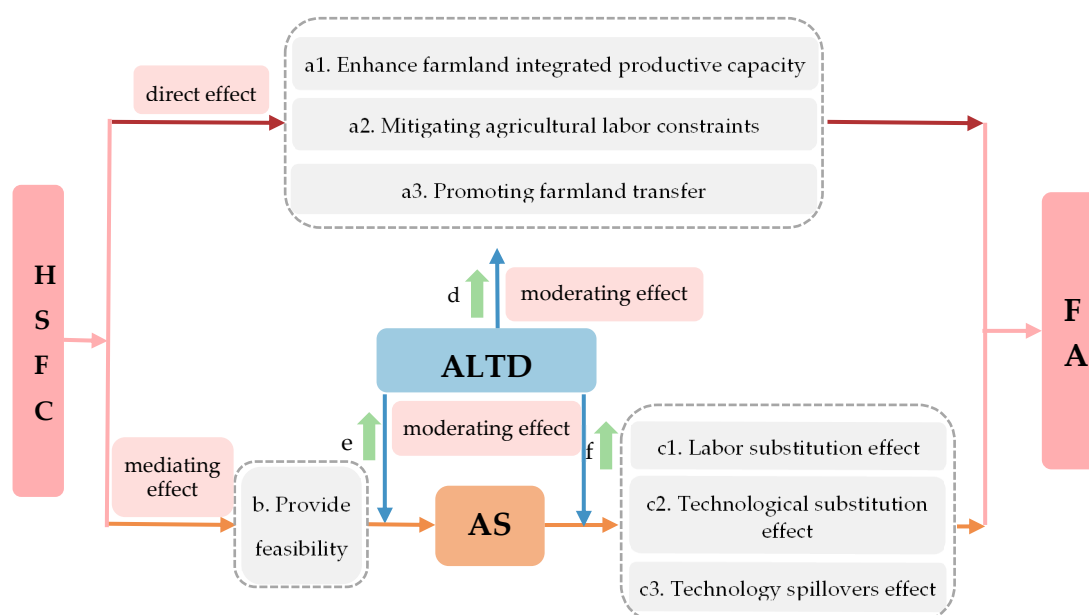 a1. Enhance farmland integrated productive capacity
direct effect
a2. Mitigating agricultural labor constraints
a3. Promoting farmland transfer
H
S
F
C
d
moderating effect
F
A
ALTD
e
moderating effect
f
c1. Labor substitution effect
mediating
effect
b. Provide
feasibility
AS
c2. Technological substitution
effect
c3. Technology spillovers effect